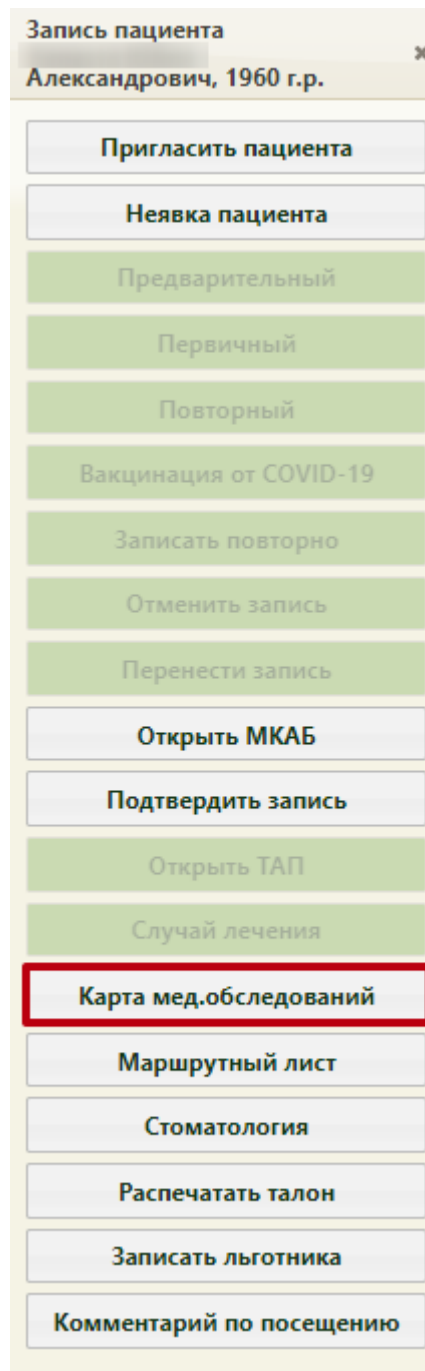 Запись пациента
Александрович, 1960 г.р.
Пригласить пациента
Неявка пациента
Предварительный
Первичный
Повторный
Вакцинация от COVID-19
Записать повторно
Отменить запись
Перенести запись
Открыть МКАБ
Подтвердить запись
Открыть ТАП
Случай лечения
Карта мед.обследований
Маршрутный лист
Стоматология
Распечатать талон
Записать льготника
Комментарий по посещению